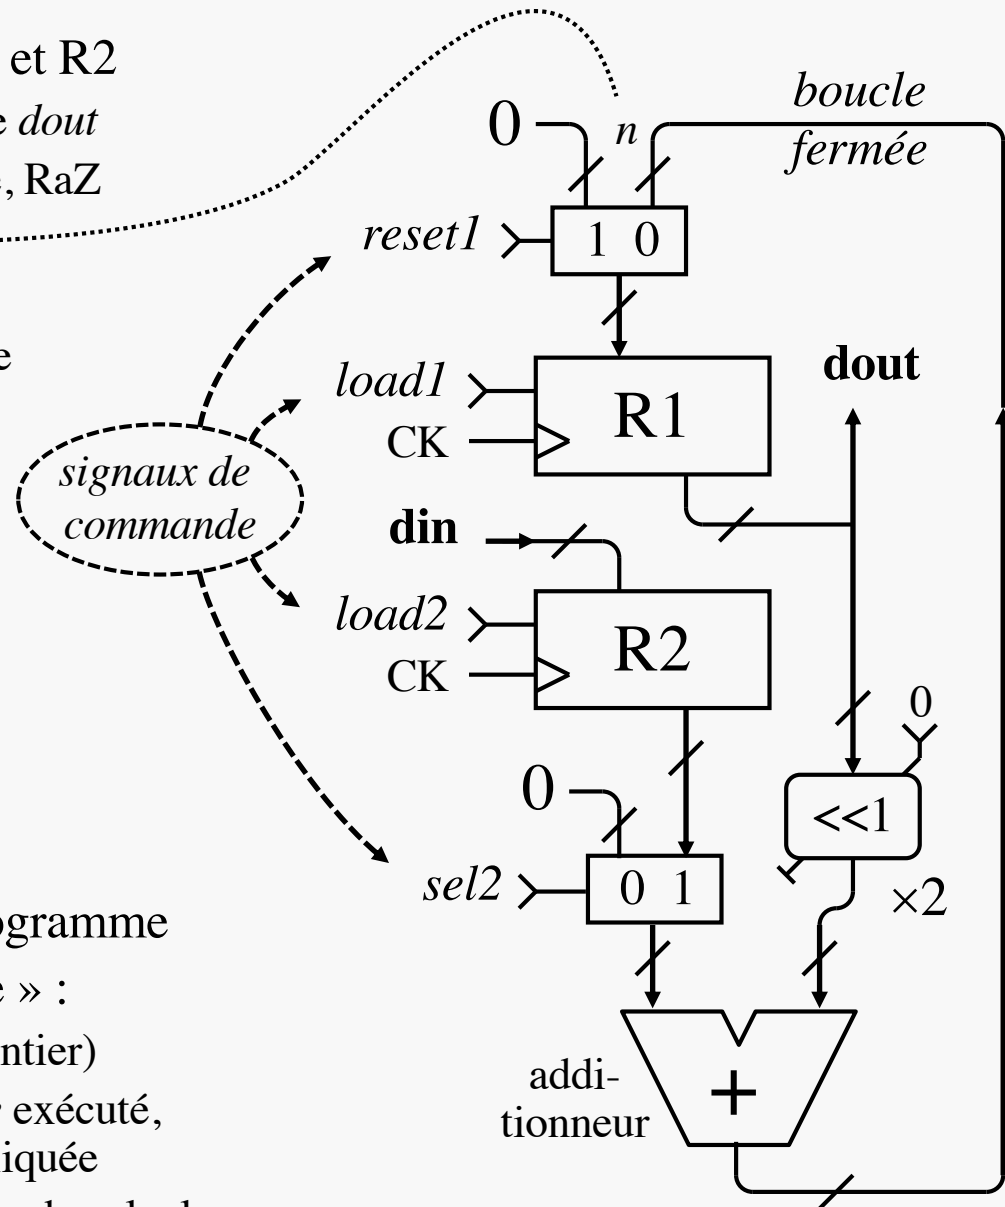 et R2
dout
, RaZ
e
ogramme
e » :
ntier)
exécuté,
iquée
0
n
boucle
fermée
reset1
1 0
load1
R1
CK
dout
signaux de
commande
din
load2
R2
CK
0
0
<<1
sel2
0 1
×2
addi-
tionneur
+